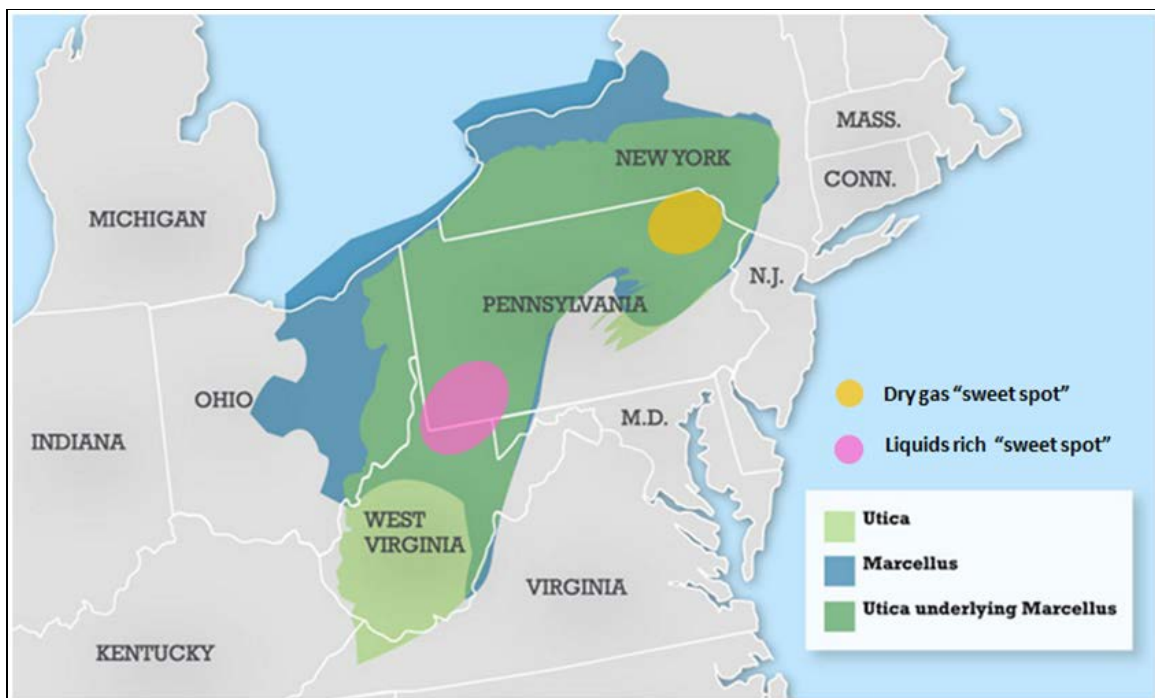 MASS.
NEW YORK
CONN.
MICHIGAN
N.J.
PENNSYLVANIA
OHIO
M.D.
INDIANA
WEST
VIRGINIA
VIRGINIA
KENTUCKY
Dry gas “sweet spot”
Liquids rich “sweet spot”
Utica
Marcellus
Utica underlying Marcellus